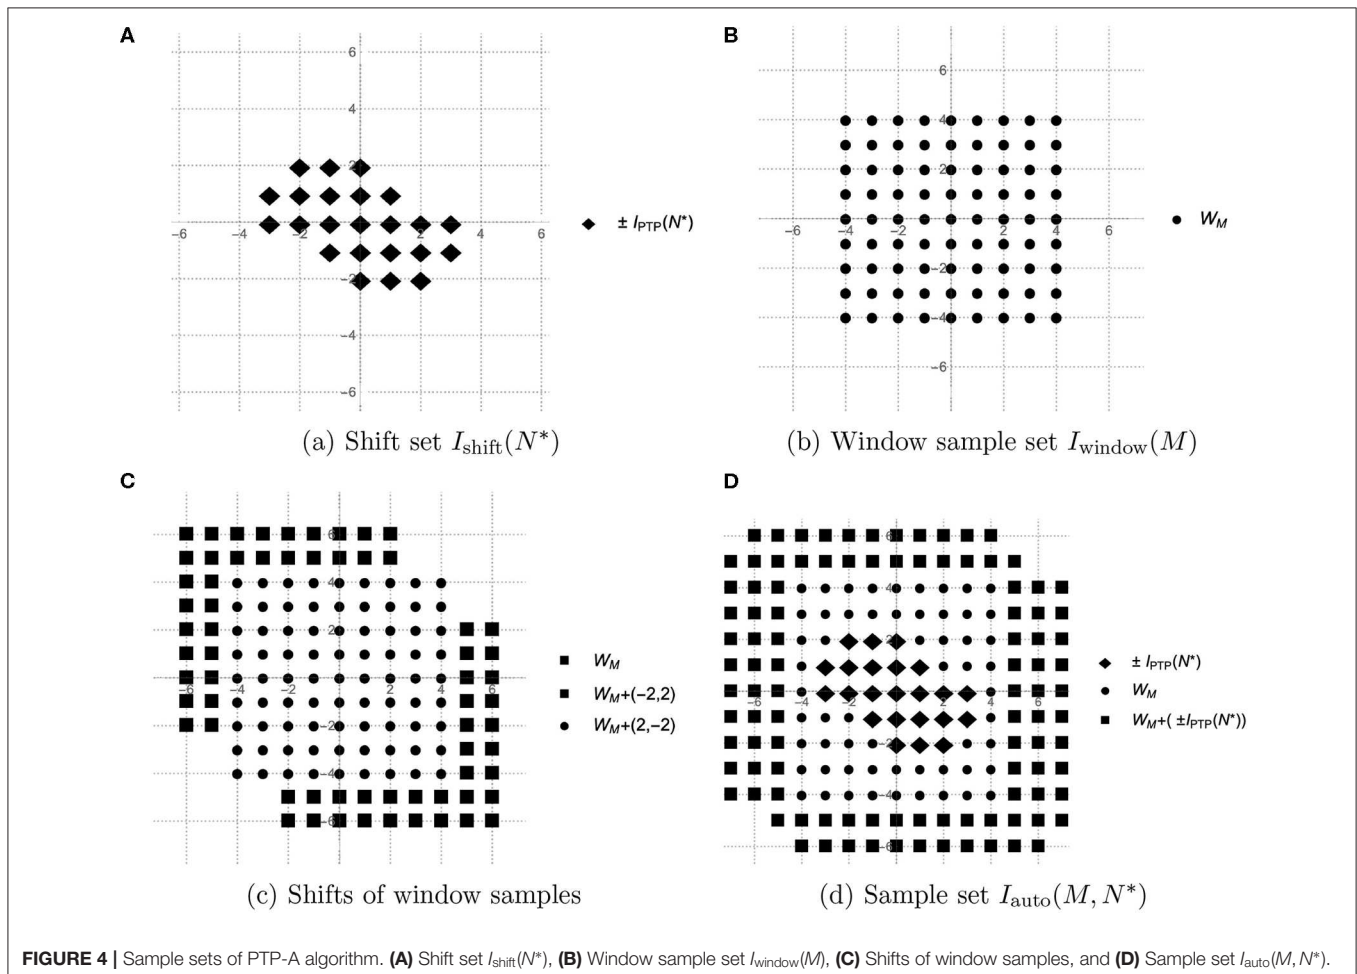 A
6
4
2
−6
−4
−2
2
4
6
−2
−4
−6
± I_PTP(N*)
(a) Shift set I_shift(N*)
B
6
4
2
−6
−4
−2
2
4
6
−2
−4
−6
W_M
(b) Window sample set I_window(M)
C
6
4
2
−6
−4
−2
2
4
6
−2
−4
−6
W_M
W_M+(−2,2)
W_M+(2,−2)
(c) Shifts of window samples
D
4
2
−6
−4
−2
2
4
6
−2
−4
−6
± I_PTP(N*)
W_M
W_M+( ±I_PTP(N*))
(d) Sample set I_auto(M, N*)
FIGURE 4 | Sample sets of PTP-A algorithm. (A) Shift set I_shift(N*), (B) Window sample set I_window(M), (C) Shifts of window samples, and (D) Sample set I_auto(M, N*).